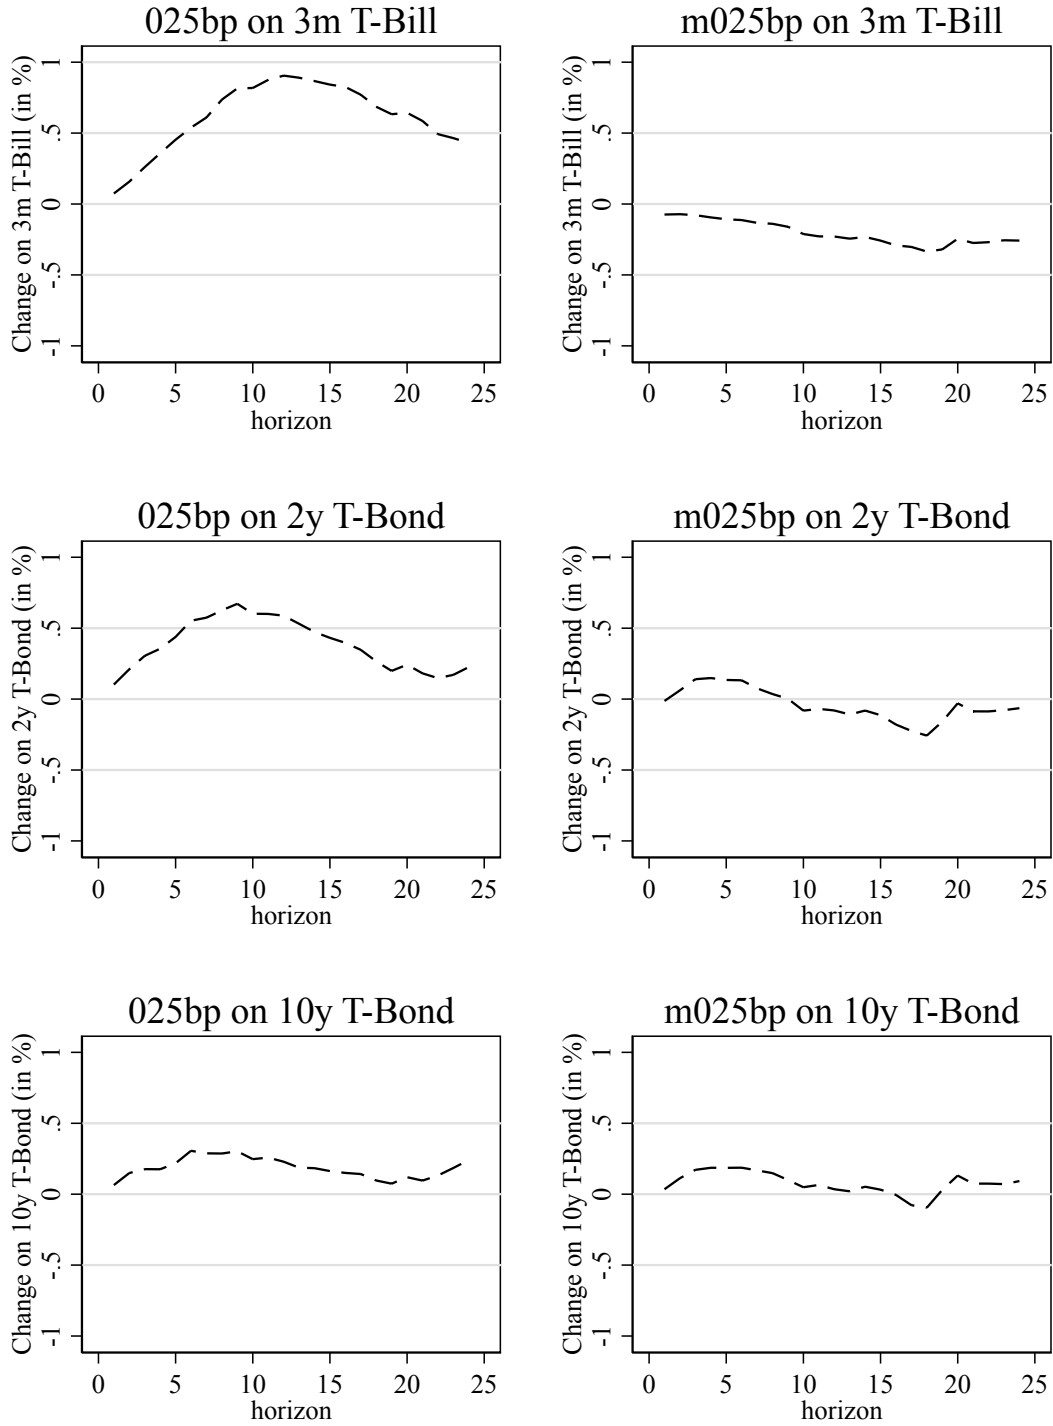 025bp on 3m T-Bill
Change on 3m T-Bill (in %)
1
.5
0
-.5
-1
0 5 10 15 20 25
horizon
m025bp on 3m T-Bill
Change on 3m T-Bill (in %)
1
.5
0
-.5
-1
0 5 10 15 20 25
horizon
025bp on 2y T-Bond
Change on 2y T-Bond (in %)
1
.5
0
-.5
-1
0 5 10 15 20 25
horizon
m025bp on 2y T-Bond
Change on 2y T-Bond (in %)
1
.5
0
-.5
-1
0 5 10 15 20 25
horizon
025bp on 10y T-Bond
Change on 10y T-Bond (in %)
1
.5
0
-.5
-1
0 5 10 15 20 25
horizon
m025bp on 10y T-Bond
Change on 10y T-Bond (in %)
1
.5
0
-.5
-1
0 5 10 15 20 25
horizon